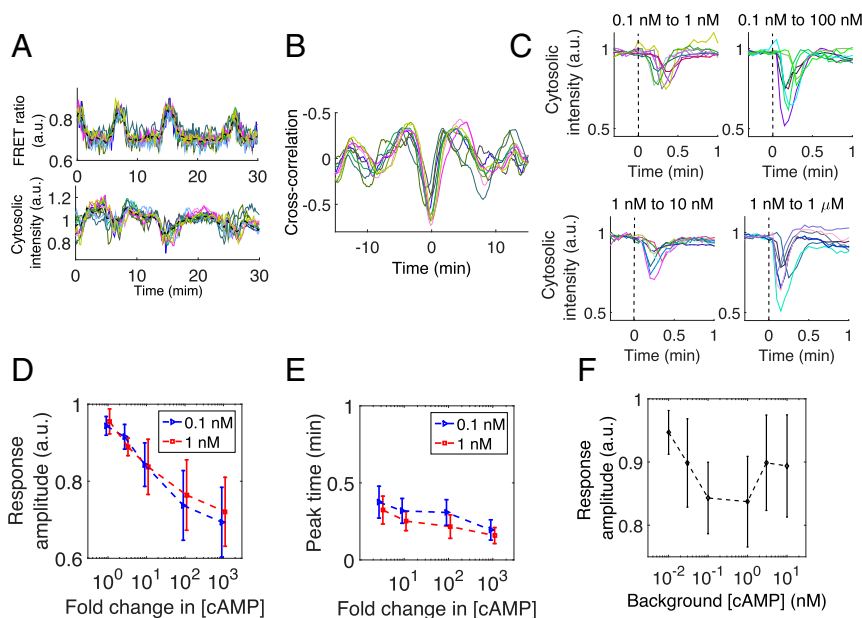 A
FRET ratio
(a.u.)
0.8
0.6
0
10
20
30
Cytosolic
intensity (a.u.)
1.2
1
0.8
0
10
20
30
Time (mim)
B
Cross-correlation
-0.5
0
-0.5
-10
0
10
Time (min)
C
0.1 nM to 1 nM
Cytosolic
intensity (a.u.)
1
0.5
0
0.5
1
Time (min)
0.1 nM to 100 nM
1
0.5
0
0.5
1
Time (min)
1 nM to 10 nM
Cytosolic
intensity (a.u.)
1
0.5
0
0.5
1
Time (min)
1 nM to 1 μM
1
0.5
0
0.5
1
Time (min)
D
Response
amplitude (a.u.)
1
0.8
0.6
0.1 nM
1 nM
10⁰
10¹
10²
10³
Fold change in [cAMP]
E
Peak time (min)
1
0.5
0
0.1 nM
1 nM
10¹
10²
10³
Fold change in [cAMP]
F
Response
amplitude (a.u.)
1
0.9
0.8
10⁻²
10⁻¹
10⁰
10¹
Background [cAMP] (nM)